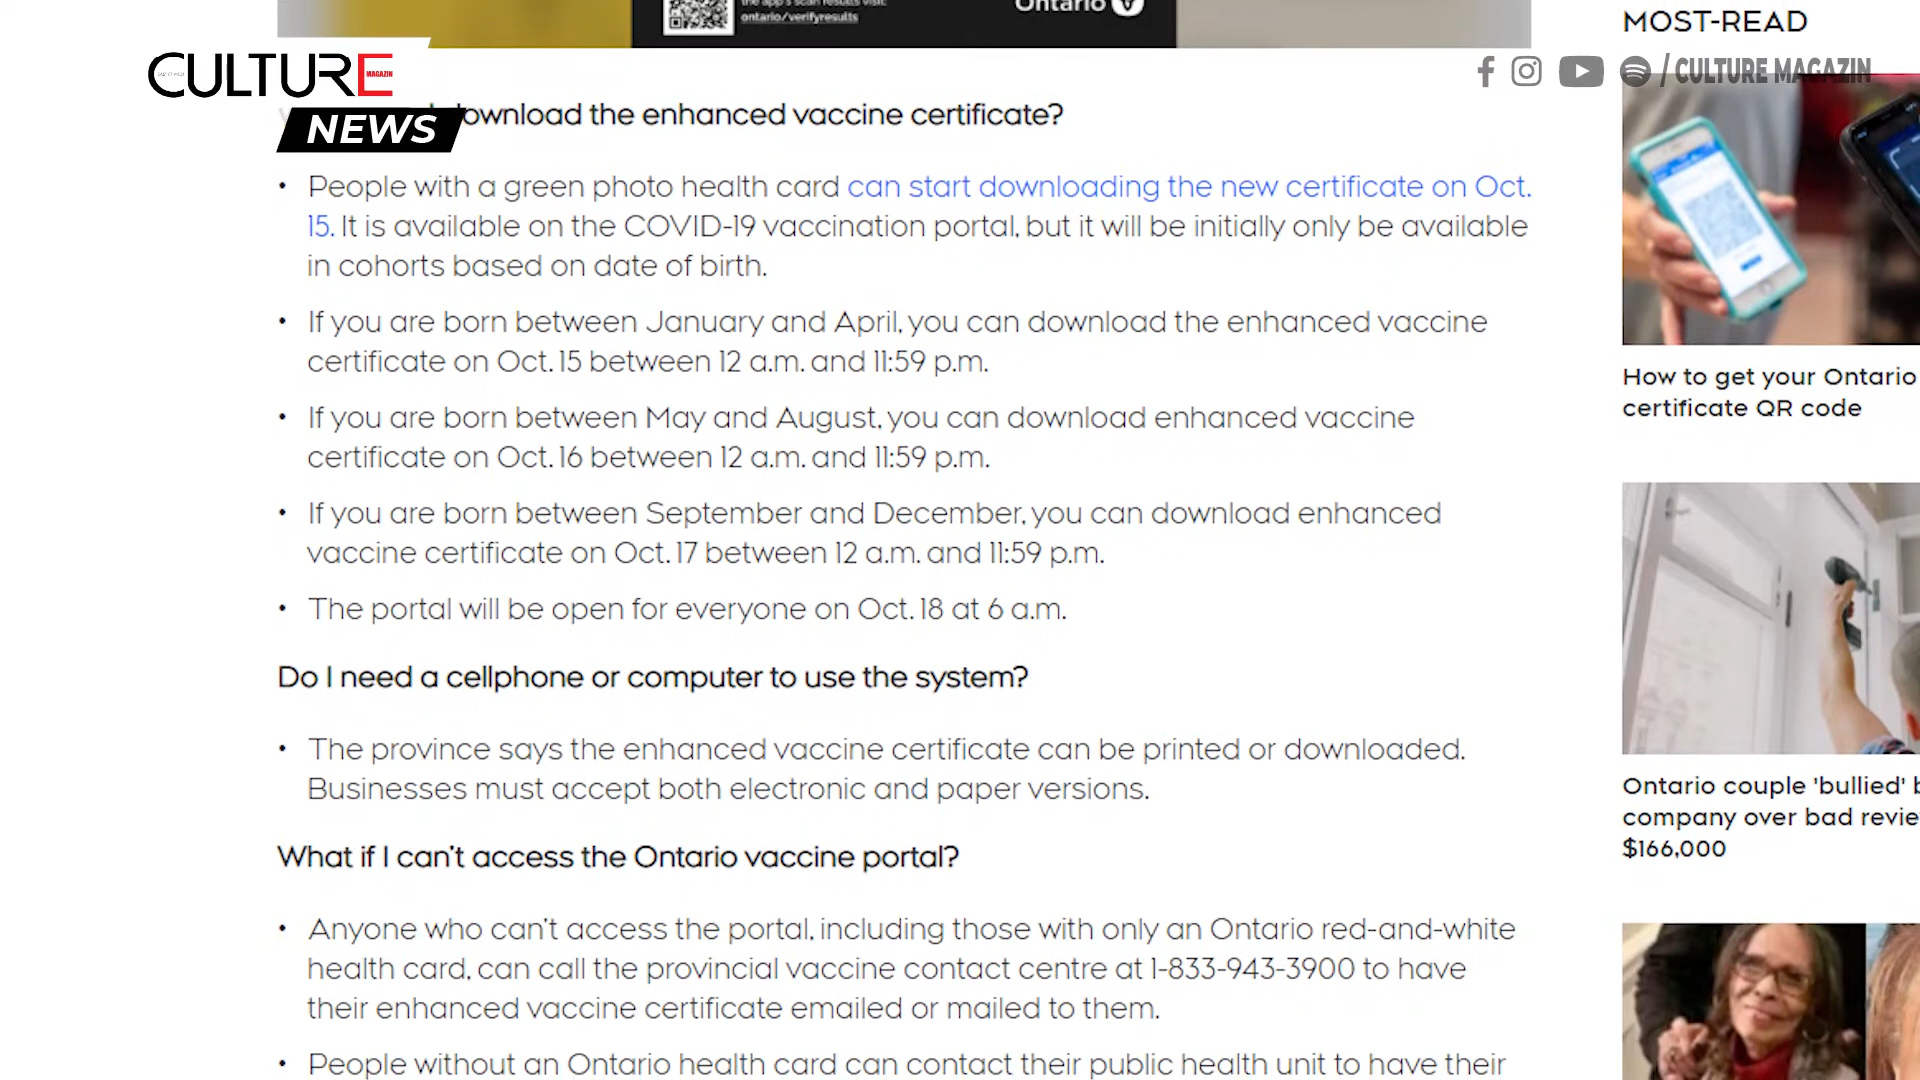 the app's scan results visit
ontario/verifyresults
Ontario
MOST-READ
CULTURE
MAGAZIN
NEWS
/ CULTURE MAGAZIN
download the enhanced vaccine certificate?
• People with a green photo health card can start downloading the new certificate on Oct.
15. It is available on the COVID-19 vaccination portal, but it will be initially only be available
in cohorts based on date of birth.
• If you are born between January and April, you can download the enhanced vaccine
certificate on Oct. 15 between 12 a.m. and 11:59 p.m.
• If you are born between May and August, you can download enhanced vaccine
certificate on Oct. 16 between 12 a.m. and 11:59 p.m.
• If you are born between September and December, you can download enhanced
vaccine certificate on Oct. 17 between 12 a.m. and 11:59 p.m.
• The portal will be open for everyone on Oct. 18 at 6 a.m.
Do I need a cellphone or computer to use the system?
• The province says the enhanced vaccine certificate can be printed or downloaded.
Businesses must accept both electronic and paper versions.
What if I can't access the Ontario vaccine portal?
• Anyone who can't access the portal, including those with only an Ontario red-and-white
health card, can call the provincial vaccine contact centre at 1-833-943-3900 to have
their enhanced vaccine certificate emailed or mailed to them.
• People without an Ontario health card can contact their public health unit to have their
How to get your Ontario
certificate QR code
Ontario couple 'bullied' b
company over bad revie
$166,000